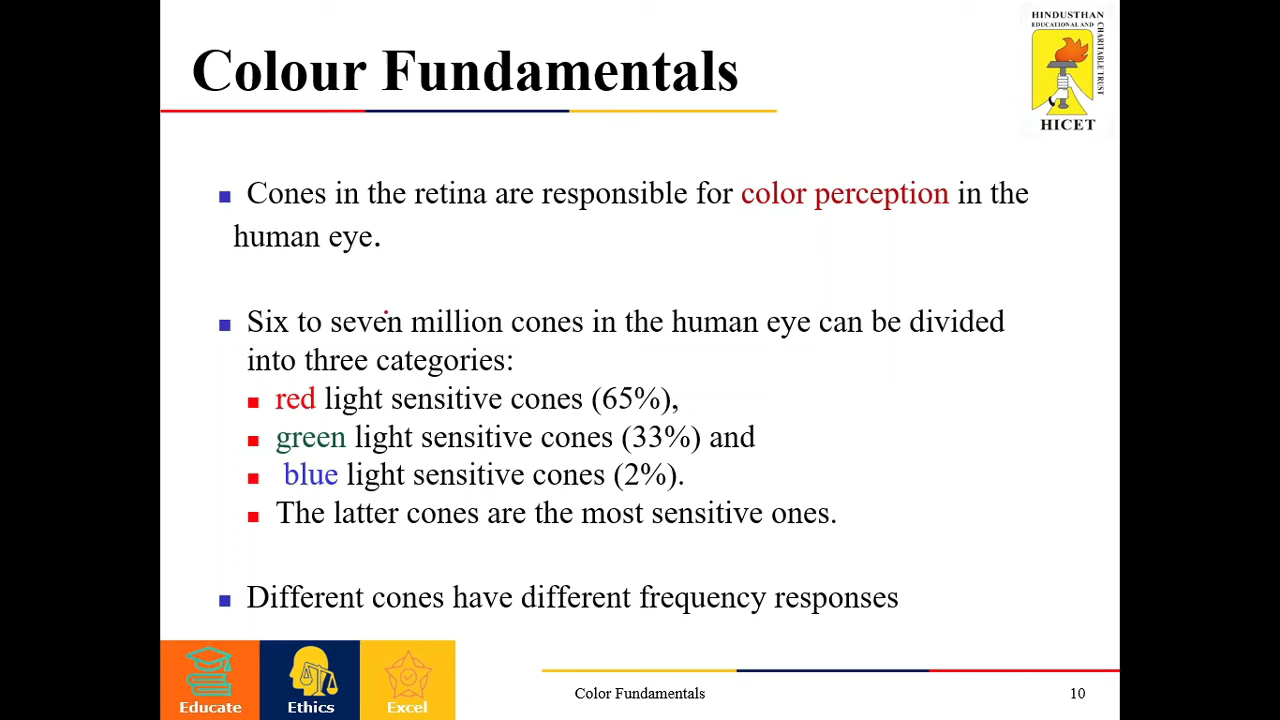 Colour Fundamentals
HINDUSTHAN
EDUCATIONAL AND
CHARITABLE TRUST
HICET
Cones in the retina are responsible for color perception in the
human eye.
Six to seven million cones in the human eye can be divided
into three categories:
red light sensitive cones (65%),
green light sensitive cones (33%) and
blue light sensitive cones (2%).
The latter cones are the most sensitive ones.
Different cones have different frequency responses
Educate
Ethics
Excel
Color Fundamentals
10